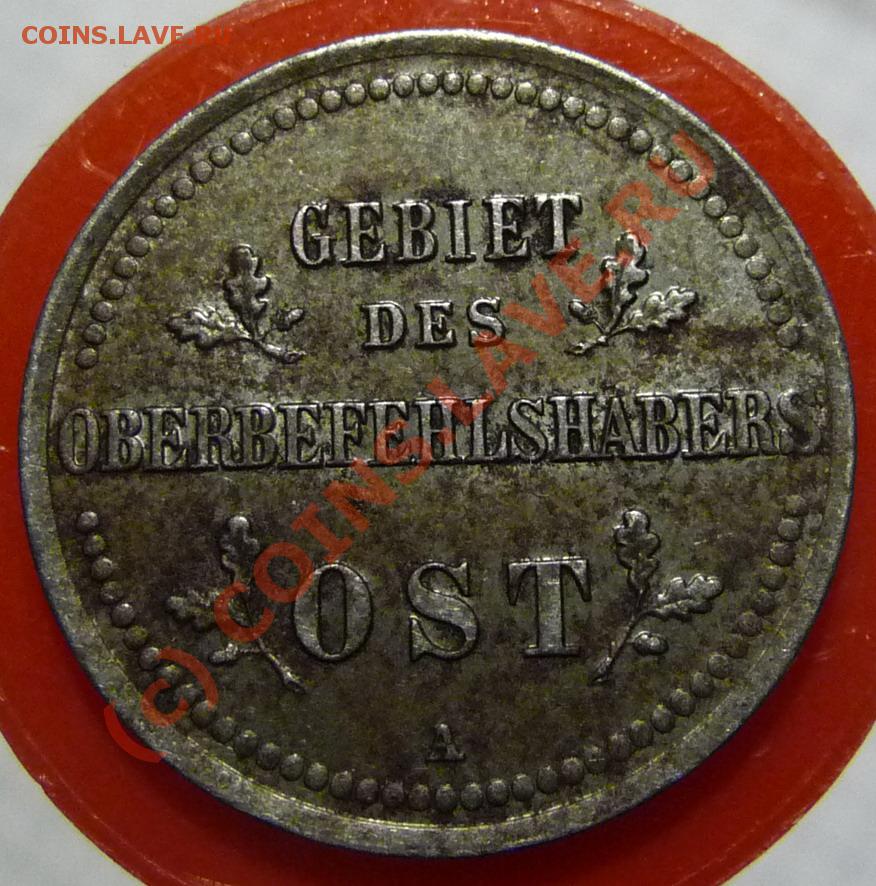 COINS.LAVE.RU
GEBIET
DES
OBERBEFEHLSHABERS
OST
A
(c) COINS.LAVE.RU